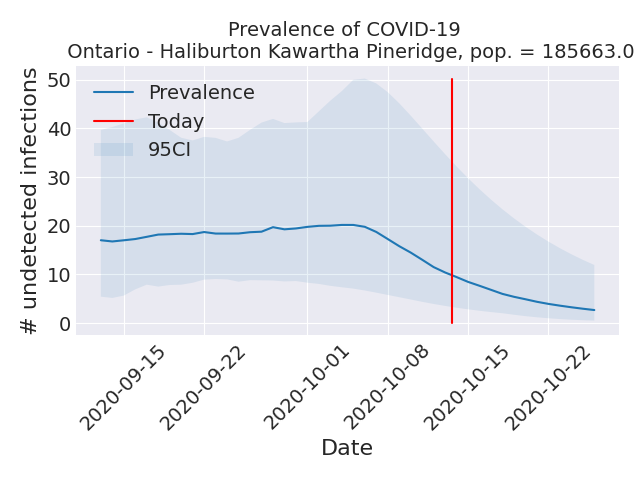 Prevalence of COVID-19
Ontario - Haliburton Kawartha Pineridge, pop. = 185663.0
# undetected infections
50
40
30
20
10
0
Prevalence
Today
95CI
2020-09-15
2020-09-22
2020-10-01
2020-10-08
2020-10-15
2020-10-22
Date